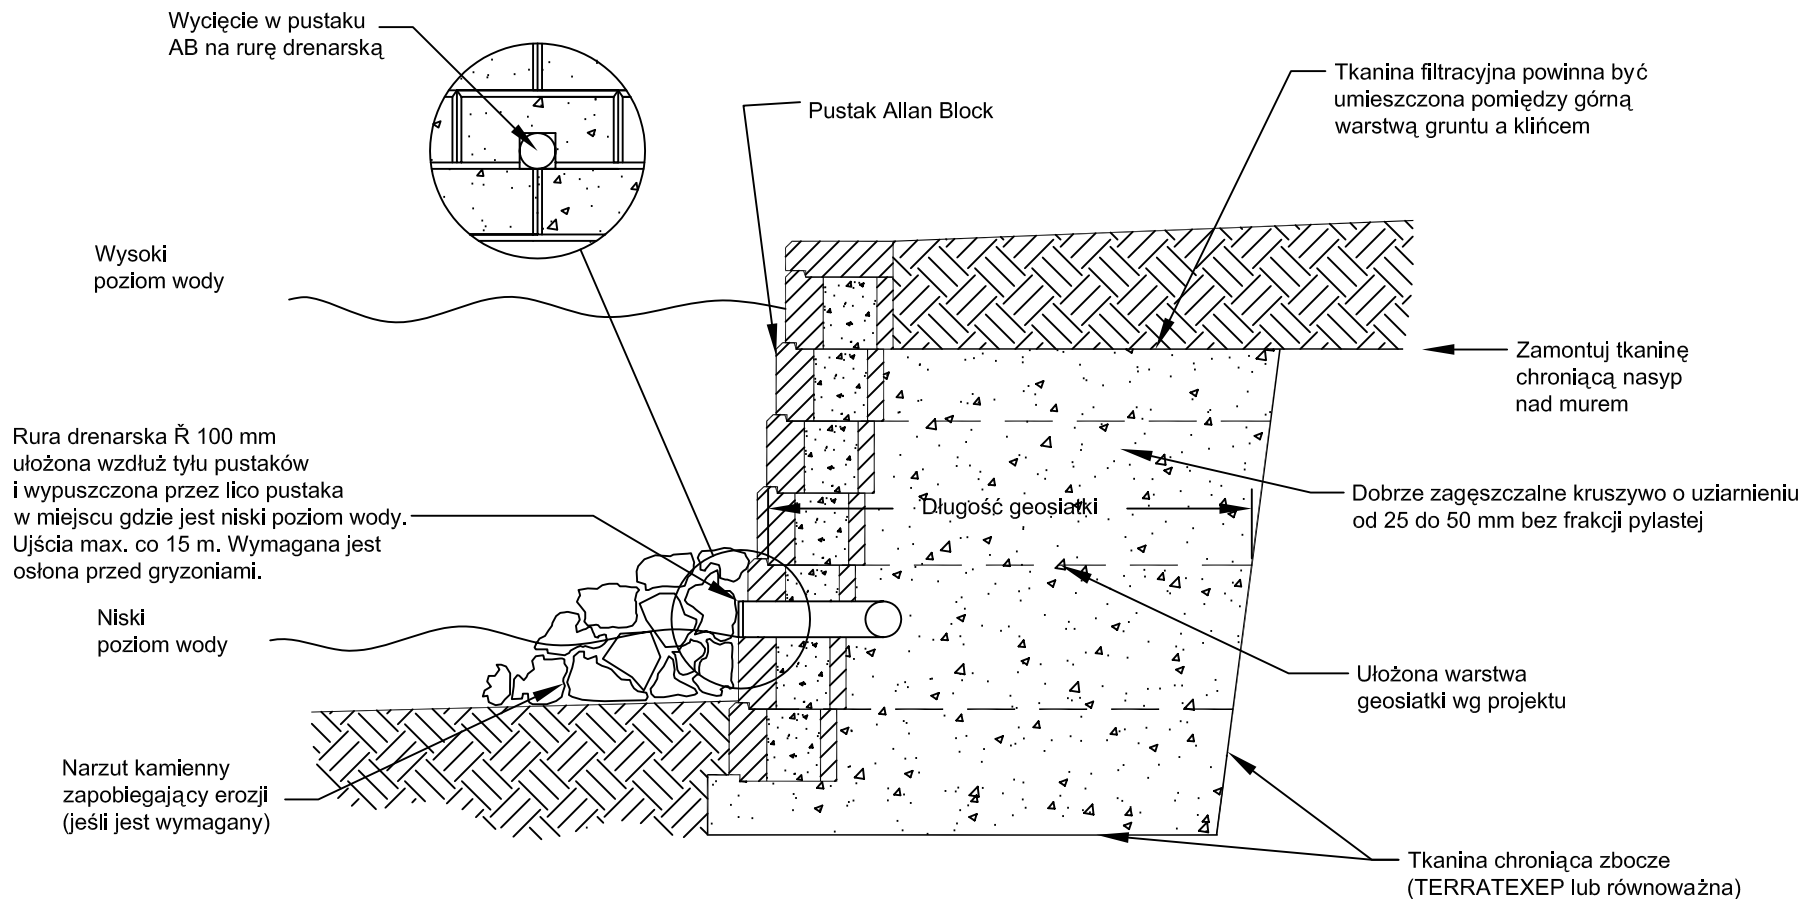 Wycięcie w pustaku
AB na rurę drenarską
Pustak Allan Block
Tkanina filtracyjna powinna być
umieszczona pomiędzy górną
warstwą gruntu a klińcem
Wysoki
poziom wody
Zamontuj tkaninę
chroniącą nasyp
nad murem
Rura drenarska Ř 100 mm
ułożona wzdłuż tyłu pustaków
i wypuszczona przez lico pustaka
w miejscu gdzie jest niski poziom wody.
Ujścia max. co 15 m. Wymagana jest
osłona przed gryzoniami.
Długość geosiatki
Dobrze zagęszczalne kruszywo o uziarnieniu
od 25 do 50 mm bez frakcji pylastej
Niski
poziom wody
Ułożona warstwa
geosiatki wg projektu
Narzut kamienny
zapobiegający erozji
(jeśli jest wymagany)
Tkanina chroniąca zbocze
(TERRATEXEP lub równoważna)